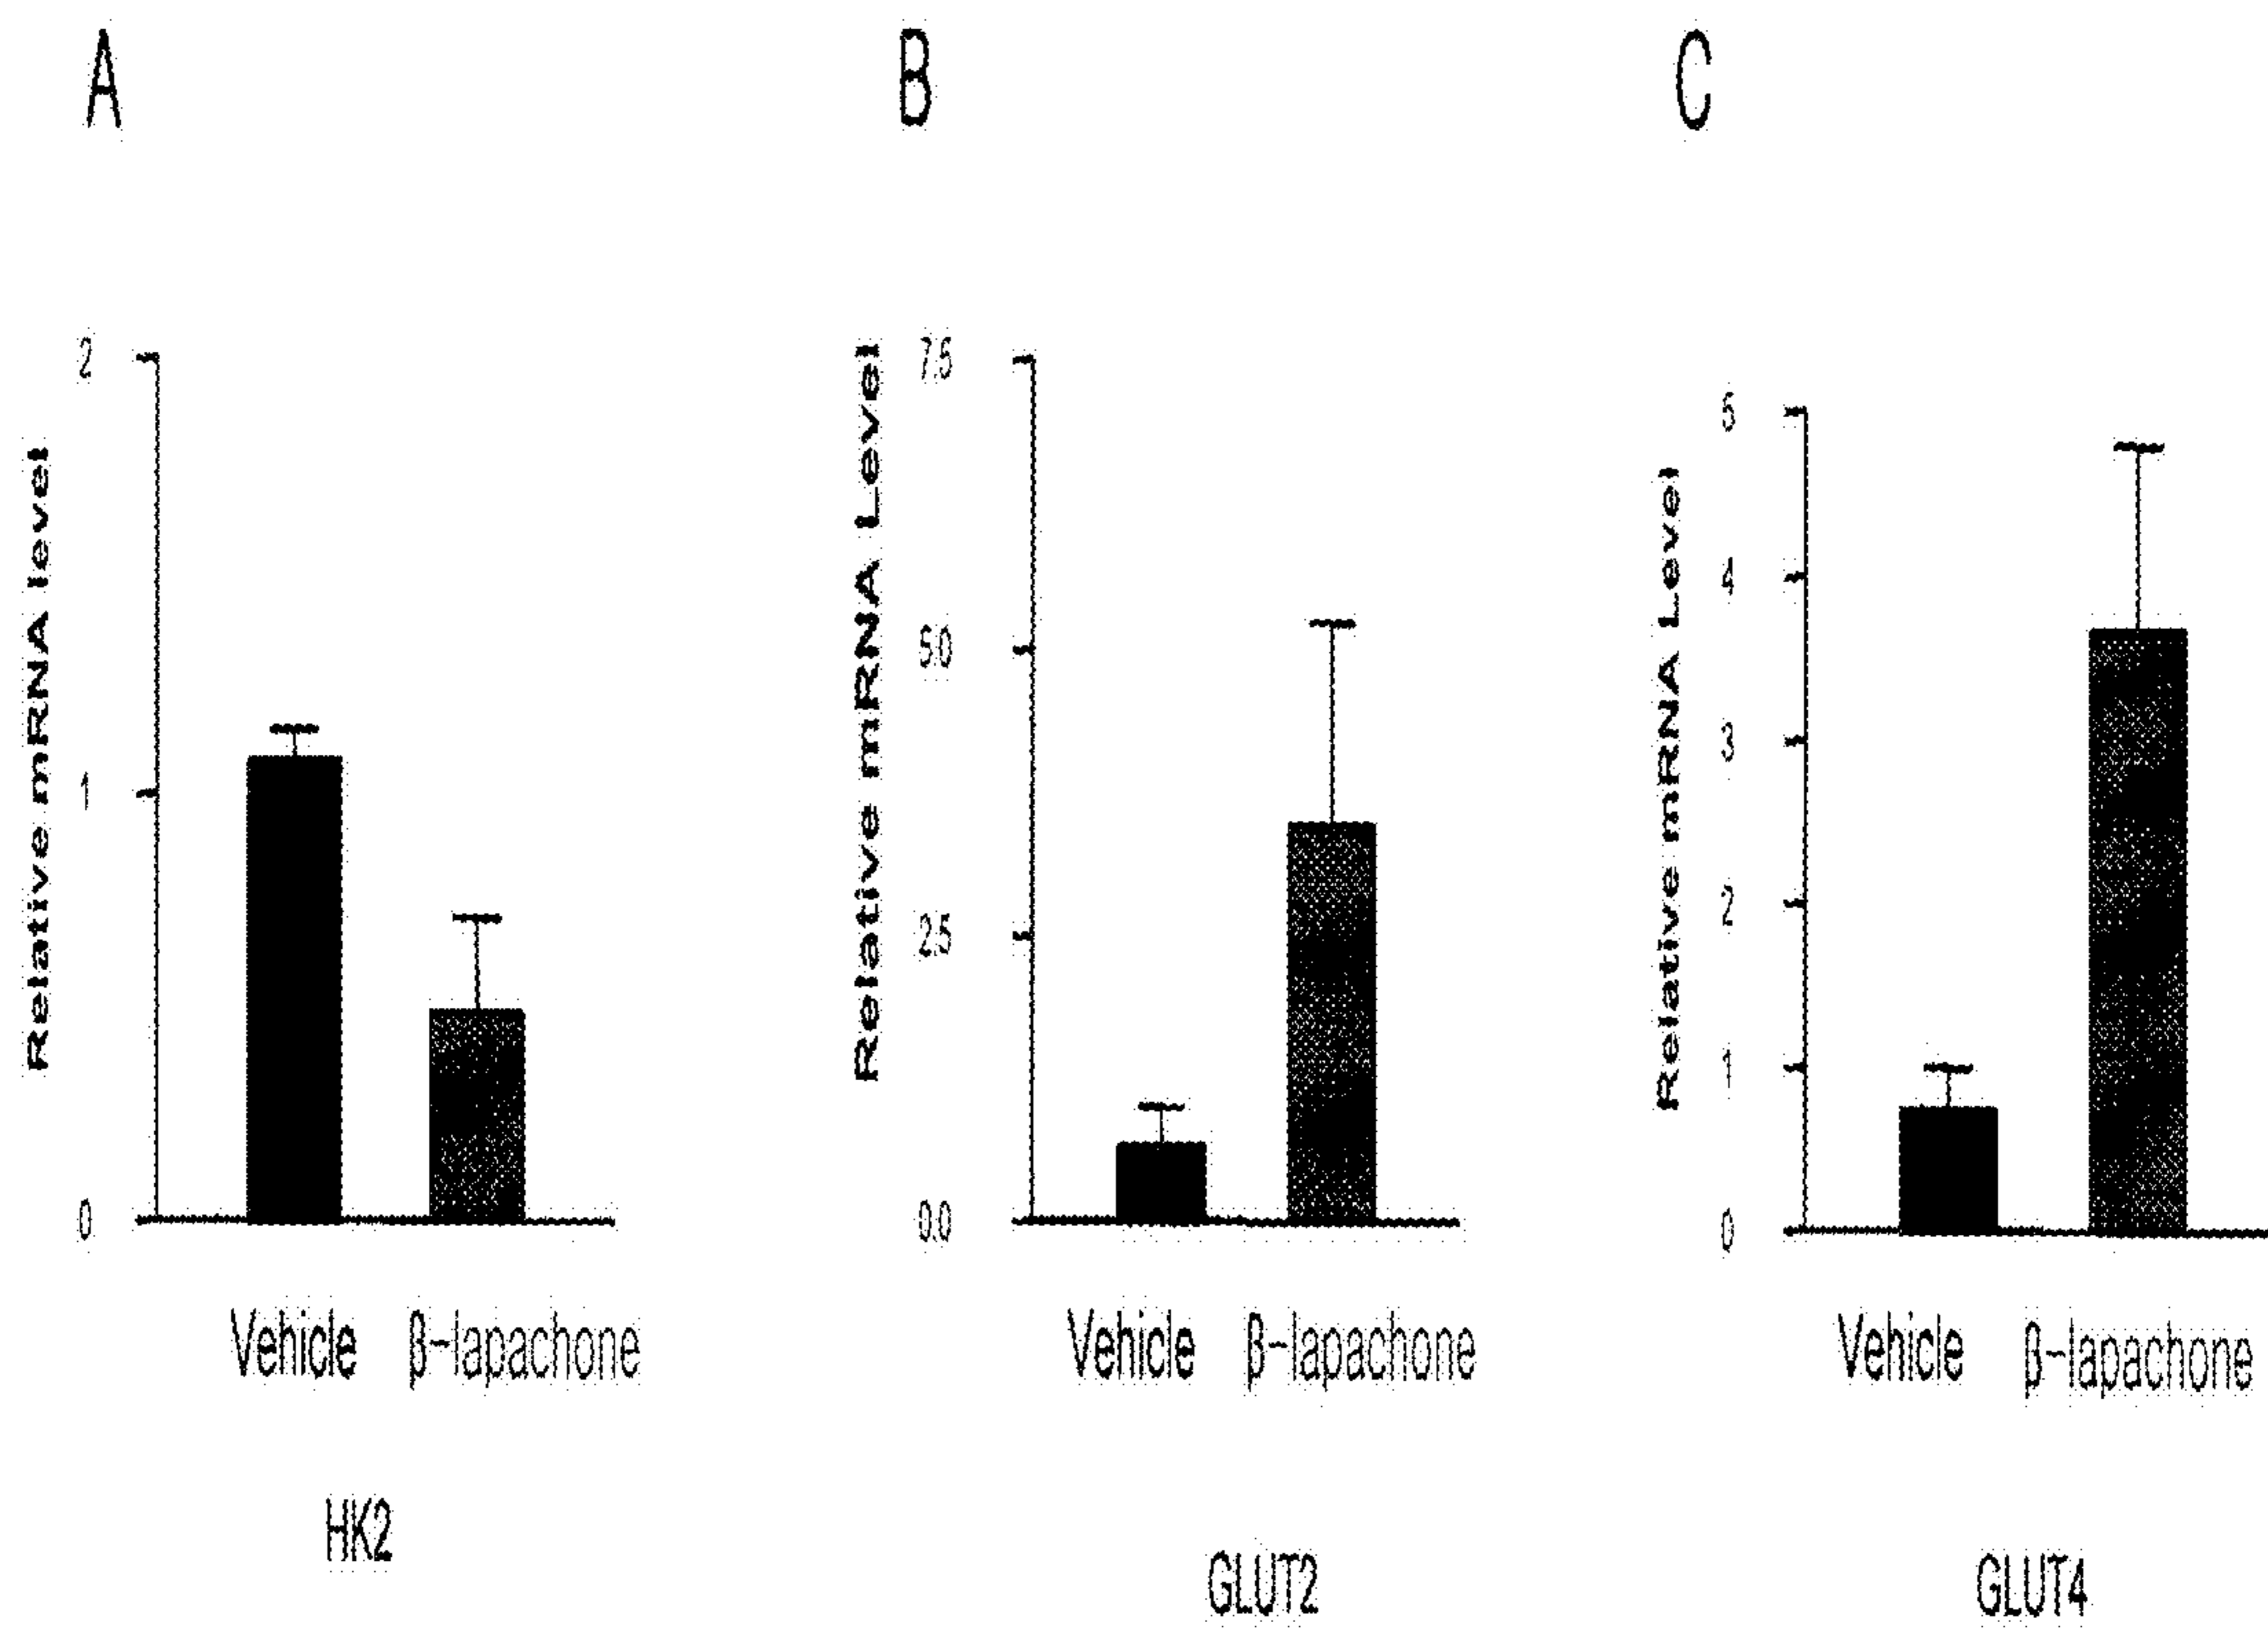 A
B
C
Relative mRNA level
2
1
0
Vehicle β-lapachone
HK2
Relative mRNA Level
7.5
5.0
2.5
0.0
Vehicle β-lapachone
GLUT2
Relative mRNA Level
5
4
3
2
1
0
Vehicle β-lapachone
GLUT4